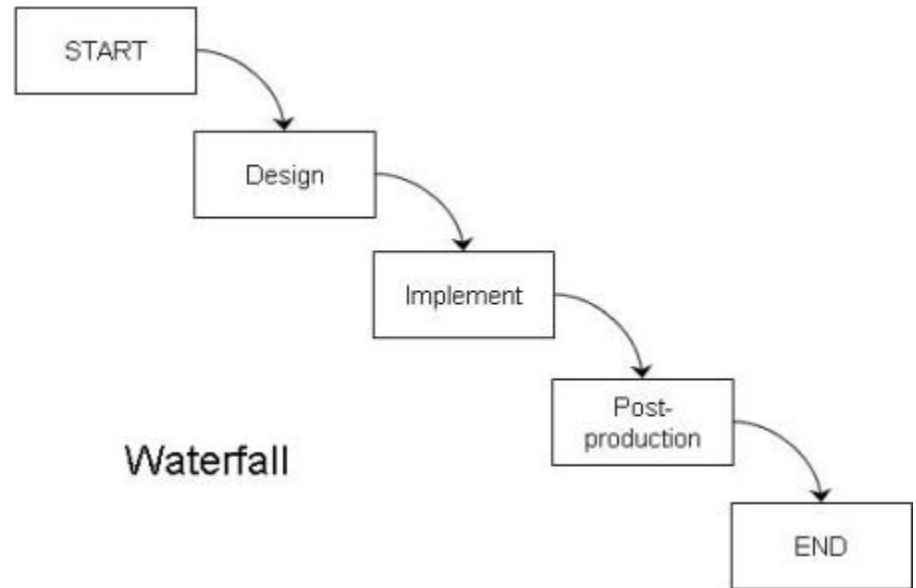 START
Design
Implement
Post-
production
Waterfall
END